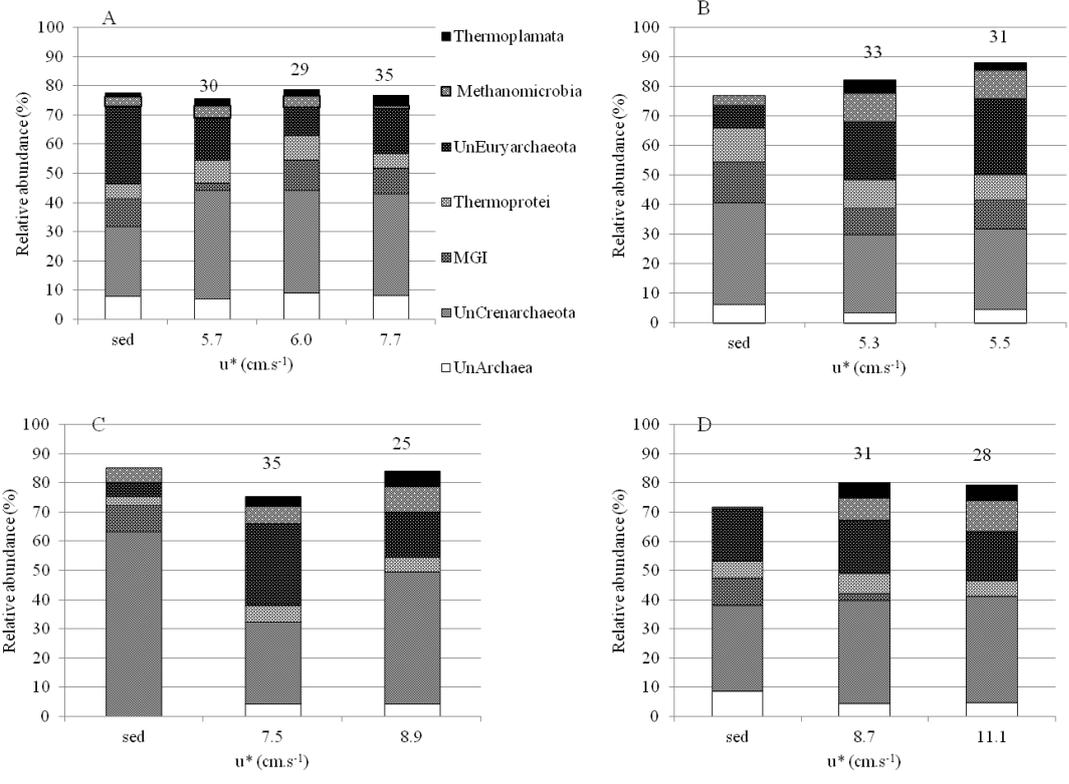 A
100
90
80
70
60
50
40
30
20
10
0
Relative abundance (%)
30
29
35
sed 5.7 6.0 7.7
u* (cm.s-1)
Thermoplamata
Methanomicrobia
UnEuryarchaeota
Thermoprotei
MGI
UnCrenarchaeota
UnArchaea
B
100
90
80
70
60
50
40
30
20
10
0
Relative abundance (%)
33
31
sed 5.3 5.5
u* (cm.s-1)
C
100
90
80
70
60
50
40
30
20
10
0
Relative abundance (%)
35
25
sed 7.5 8.9
u* (cm.s-1)
D
100
90
80
70
60
50
40
30
20
10
0
Relative abundance (%)
31
28
sed 8.7 11.1
u* (cm.s-1)